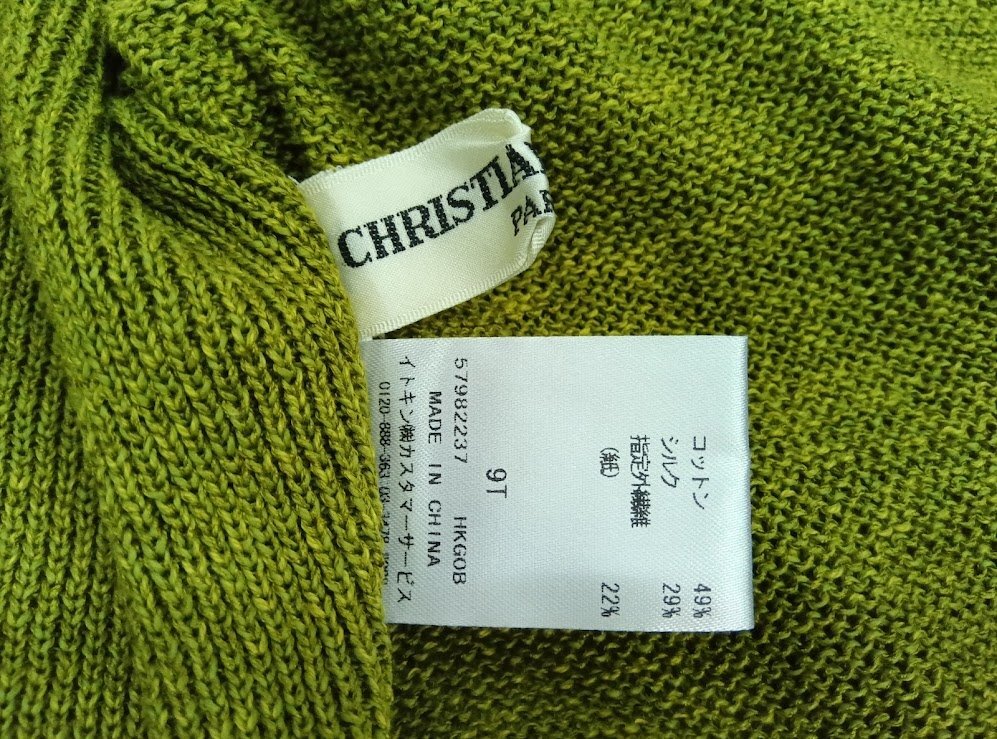 CHRISTIA
PA
コットン 49%
シルク 29%
指定外繊維
(紙) 22%
9T
57982237 HKG0B
MADE IN CHINA
イトキン㈱カスタマーサービス
0120-888-363